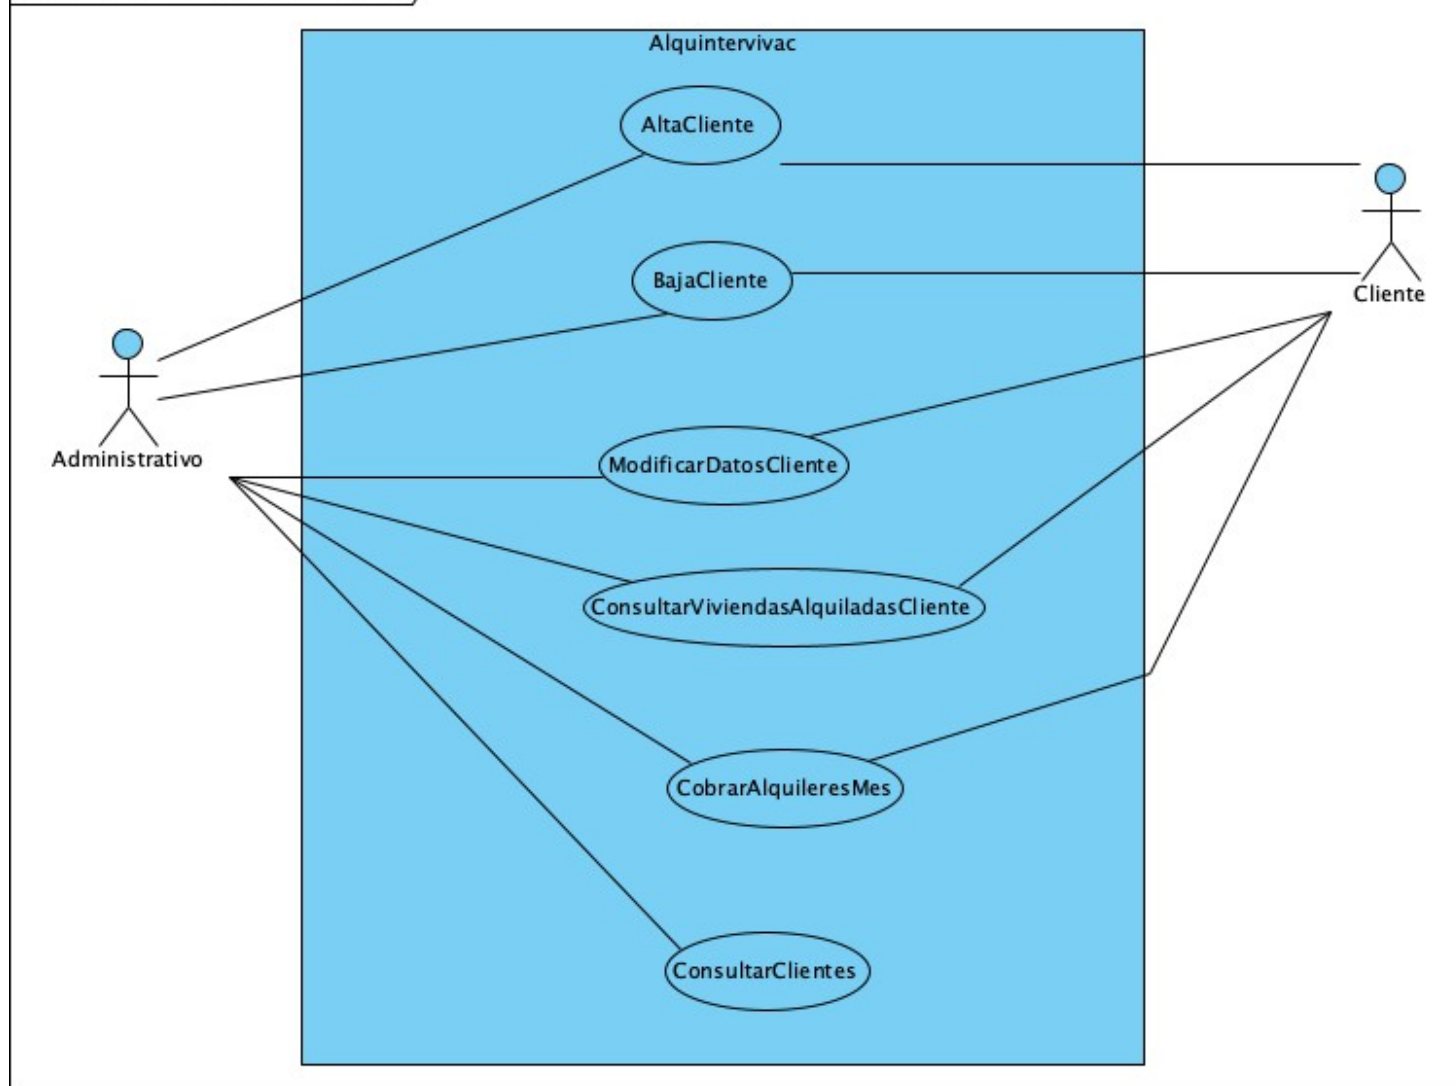 Alquintervivac
AltaCliente
BajaCliente
Cliente
Administrativo
ModificarDatosCliente
ConsultarViviendasAlquiladasCliente
CobrarAlquileresMes
ConsultarClientes